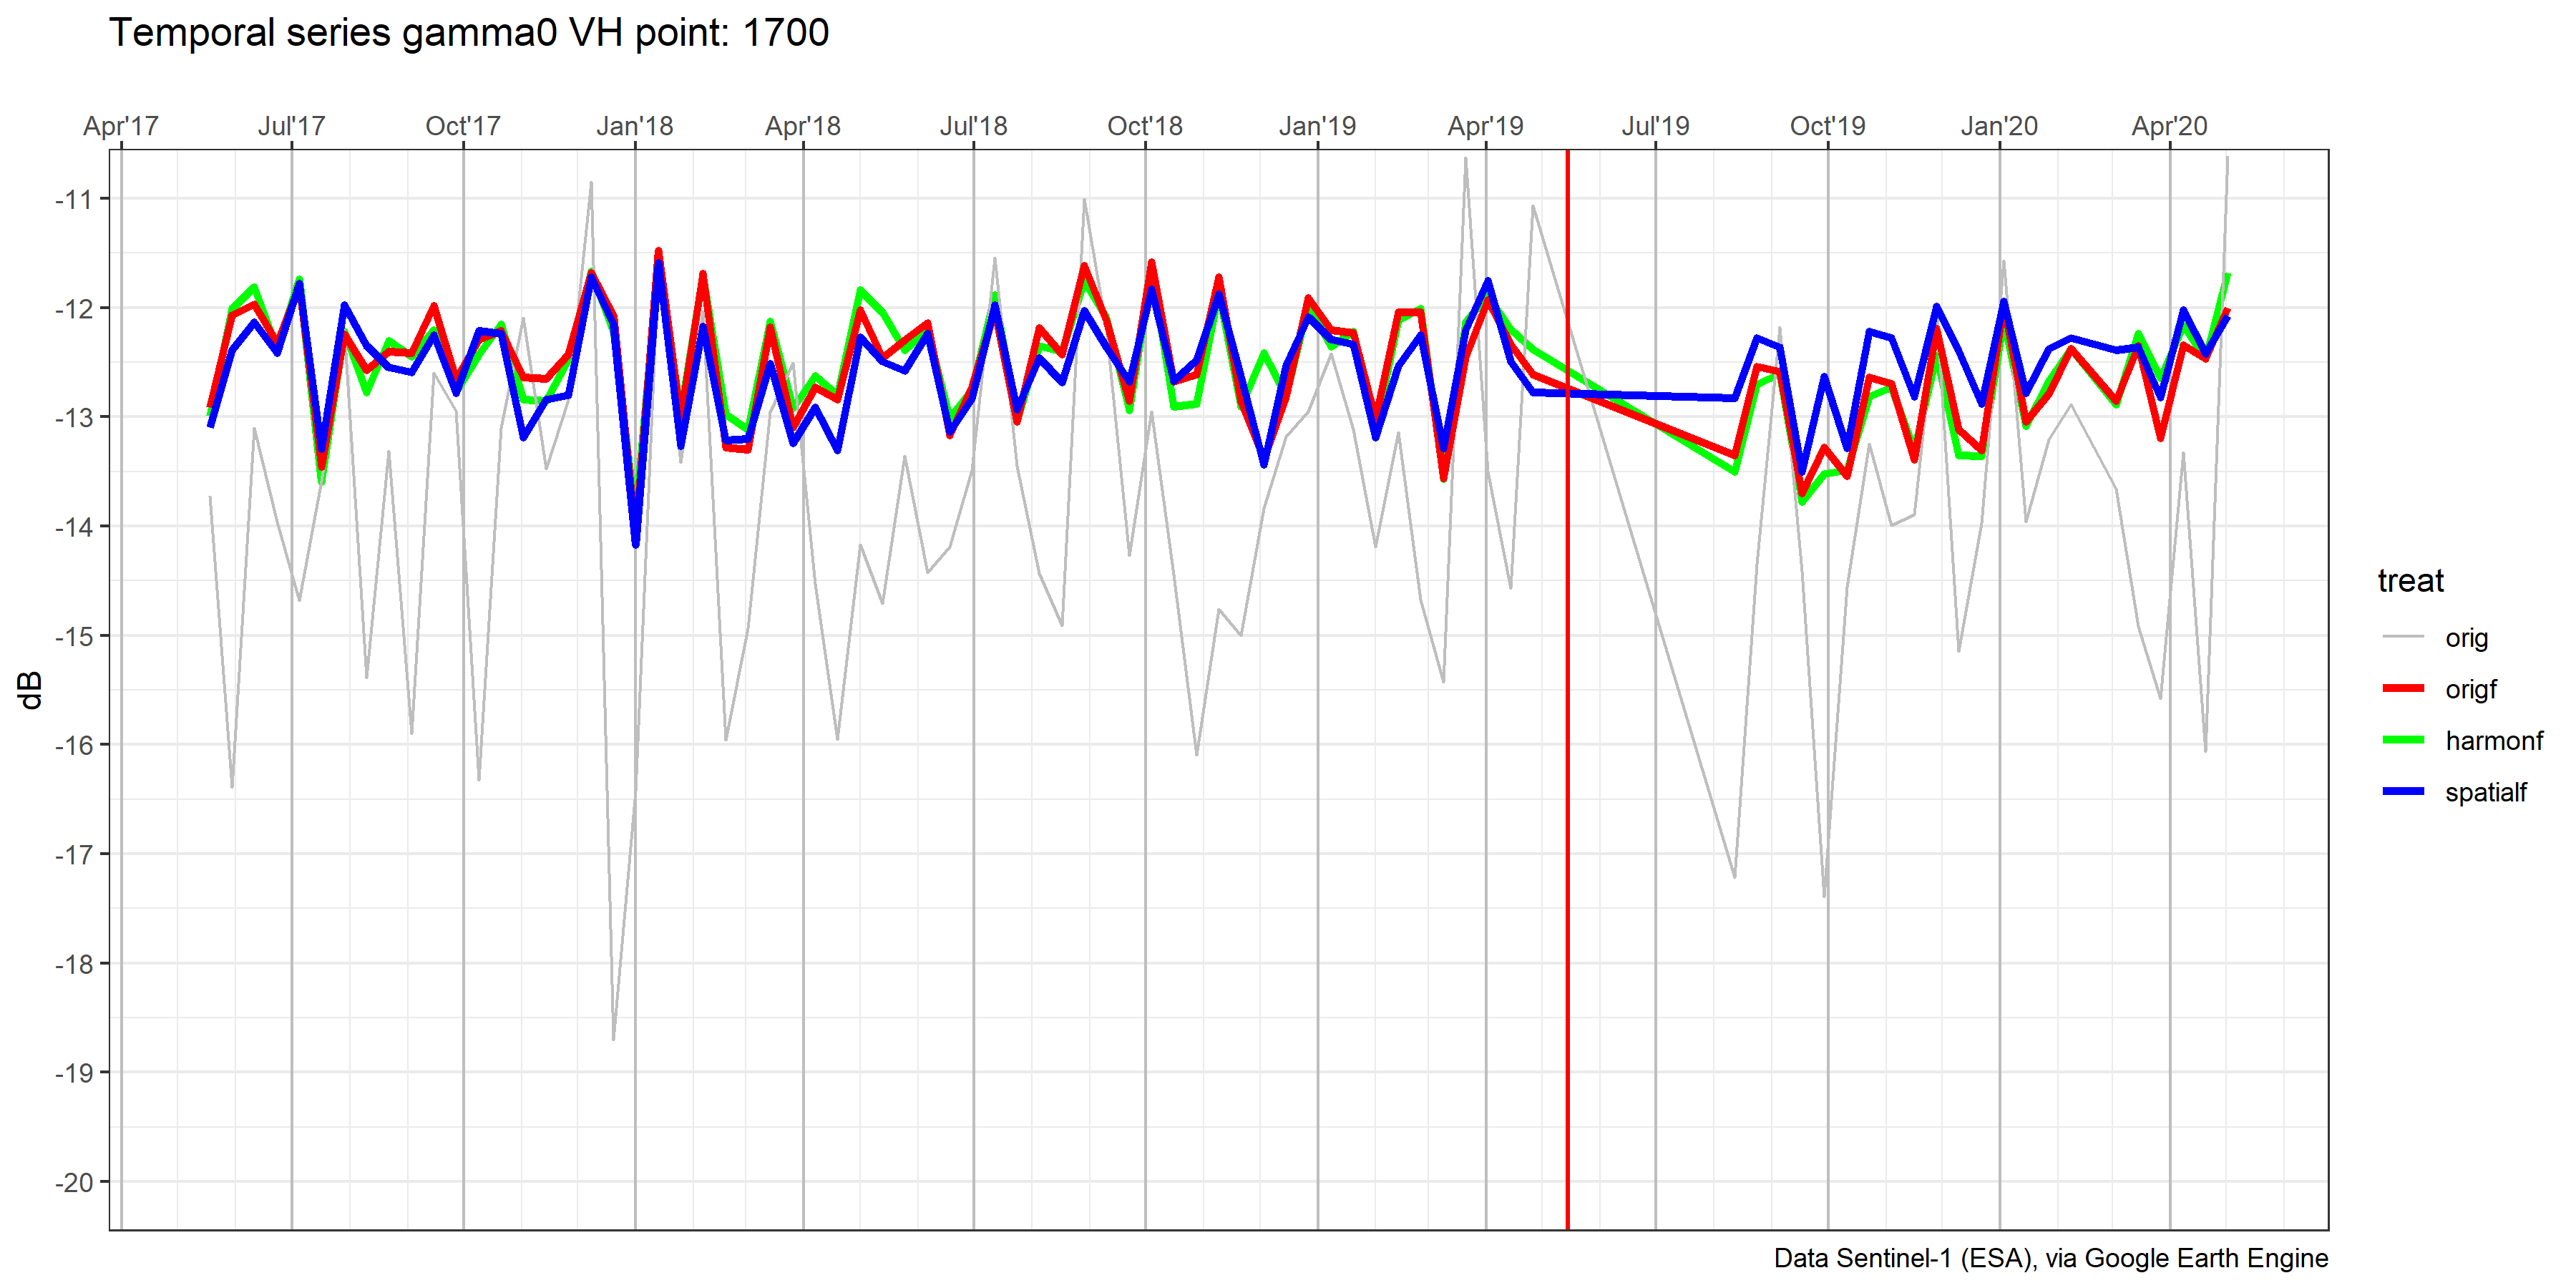 Temporal series gamma0 VH point: 1700
Apr'17 Jul'17 Oct'17 Jan'18 Apr'18 Jul'18 Oct'18 Jan'19 Apr'19 Jul'19 Oct'19 Jan'20 Apr'20
-11
-12
-13
-14
-15
-16
-17
-18
-19
-20
dB
treat
orig
origf
harmonf
spatialf
Data Sentinel-1 (ESA), via Google Earth Engine